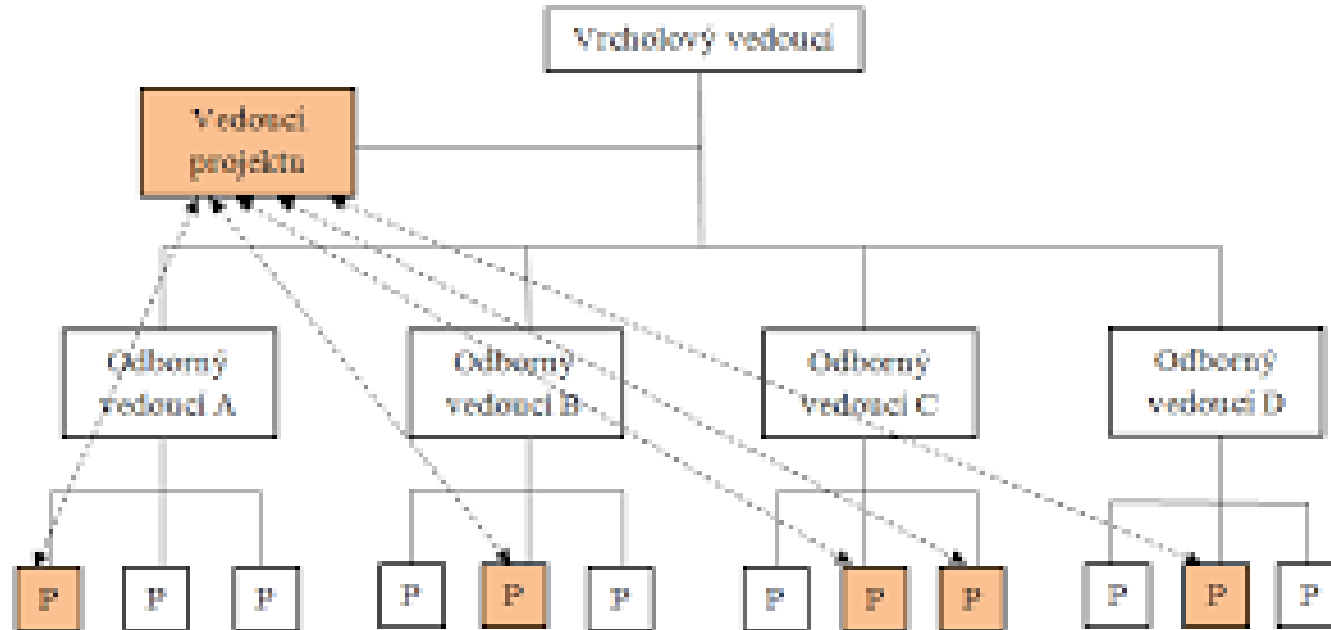 Vrcholový vedoucí
Vedoucí
projektu
Odborný
vedoucí A
Odborný
vedoucí B
Odborný
vedoucí C
Odborný
vedoucí D
P
P
P
P
P
P
P
P
P
P
P
P